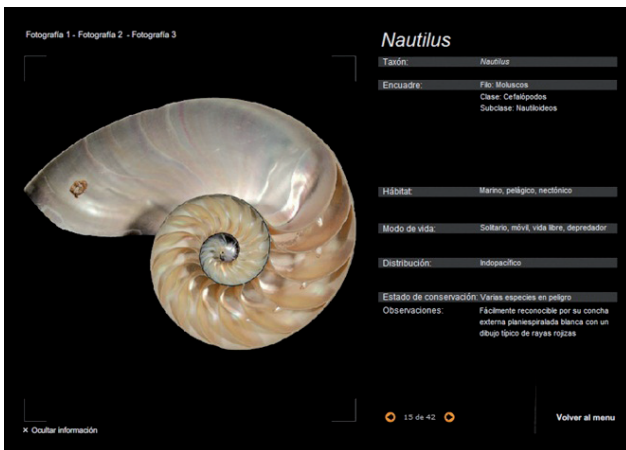 Fotografía 1 - Fotografía 2 - Fotografía 3
Nautilus
Taxón: Nautilus
Encuadre: Filo: Moluscos
Clase: Cefalópodos
Subclase: Nautiloideos
Hábitat: Marino, pelágico, nectónico
Modo de vida: Solitario, móvil, vida libre, depredador
Distribución: Indopacífico
Estado de conservación: Varias especies en peligro
Observaciones: Fácilmente reconocible por su concha
externa planiespiralada blanca con un
dibujo típico de rayas rojizas
15 de 42
Volver al menu
× Ocultar información